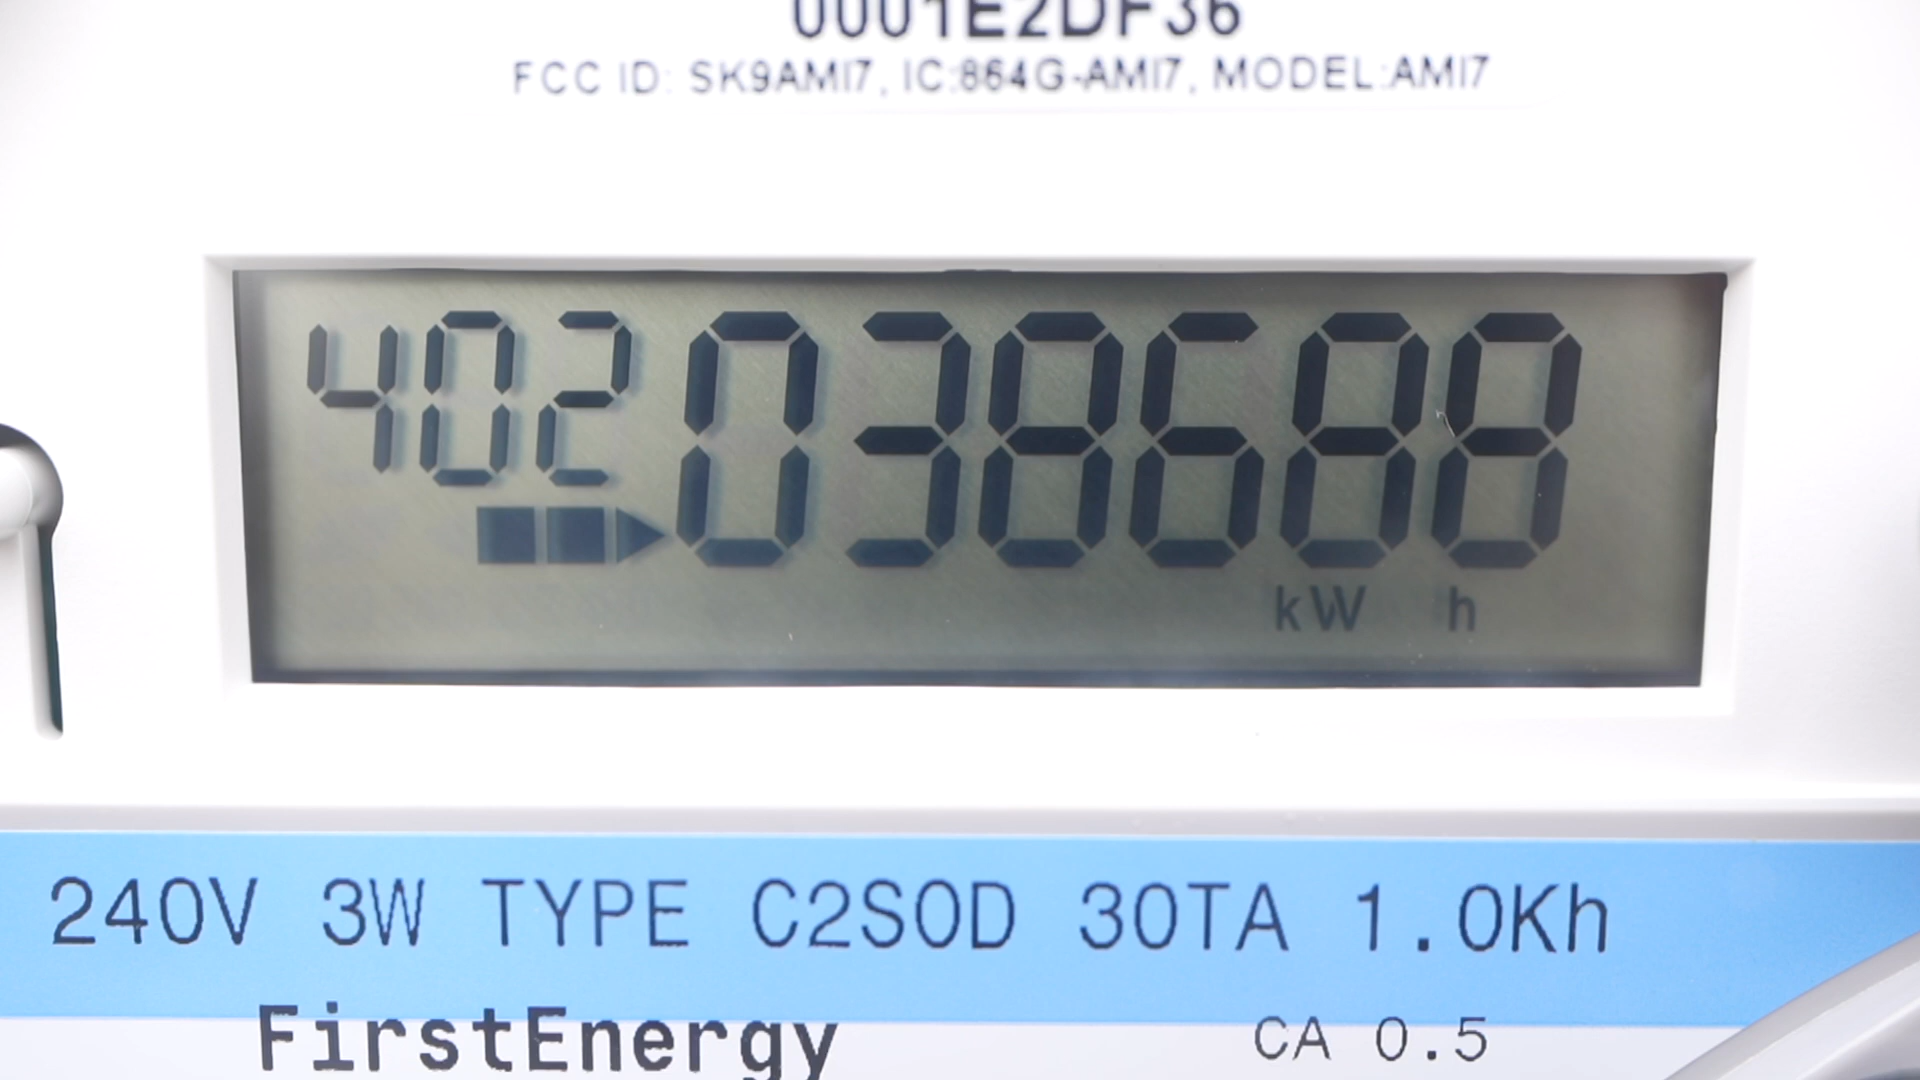 0001E2DF36
FCC ID: SK9AMI7, IC:864G-AMI7, MODEL:AMI7
402 038688
kW h
240V 3W TYPE C2SOD 30TA 1.0Kh
FirstEnergy CA 0.5